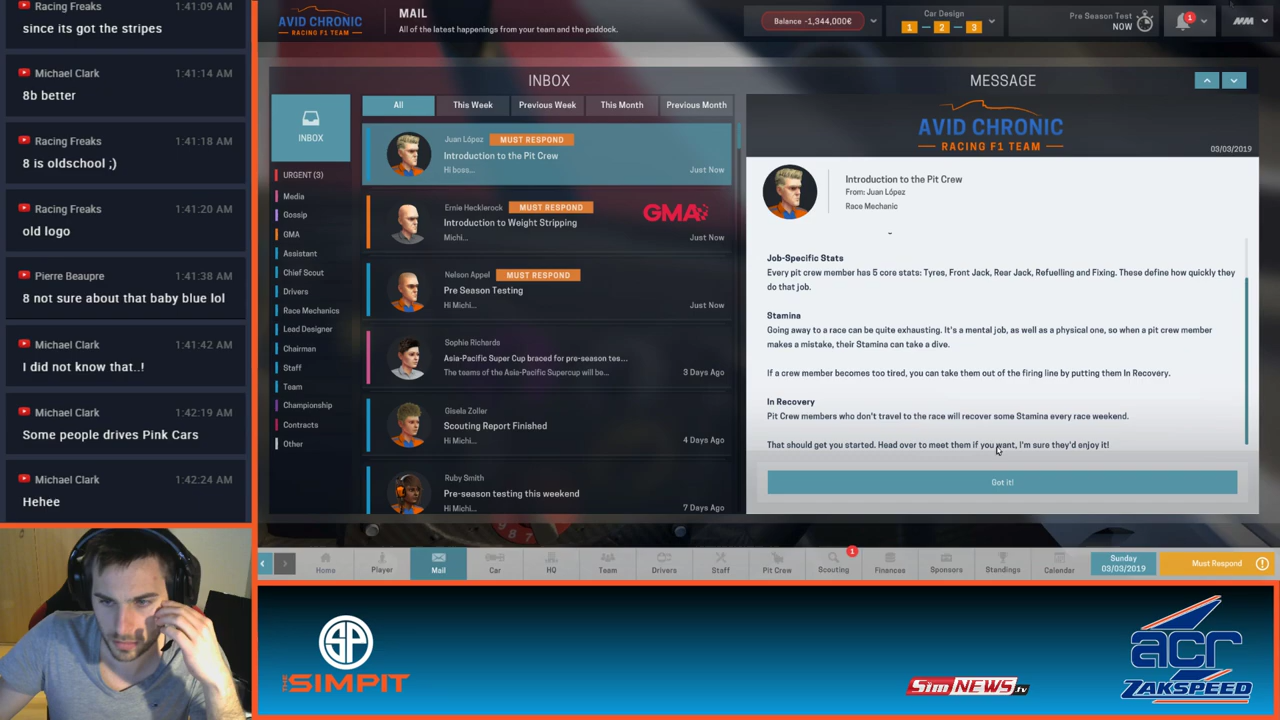 Racing Freaks 1:41:09 AM
since its got the stripes
Michael Clark 1:41:14 AM
8b better
Racing Freaks 1:41:18 AM
8 is oldschool ;)
Racing Freaks 1:41:20 AM
old logo
Pierre Beaupre 1:41:38 AM
8 not sure about that baby blue lol
Michael Clark 1:41:42 AM
I did not know that..!
Michael Clark 1:42:19 AM
Some people drives Pink Cars
Michael Clark 1:42:24 AM
Hehee
AVID CHRONIC
RACING F1 TEAM
MAIL
All of the latest happenings from your team and the paddock.
Balance -1,344,000€
Car Design
1 – 2 – 3
Pre Season Test
NOW
1
INBOX
MESSAGE
INBOX
All
This Week
Previous Week
This Month
Previous Month
URGENT (3)
Media
Gossip
GMA
Assistant
Chief Scout
Drivers
Race Mechanics
Lead Designer
Chairman
Staff
Team
Championship
Contracts
Other
Juan López MUST RESPOND
Introduction to the Pit Crew
Hi boss... Just Now
Ernie Hecklerock MUST RESPOND
Introduction to Weight Stripping
GMA
Michi... Just Now
Nelson Appel MUST RESPOND
Pre Season Testing
Hi Michi... Just Now
Sophie Richards
Asia-Pacific Super Cup braced for pre-season tes...
The teams of the Asia-Pacific Supercup will be... 3 Days Ago
Gisela Zoller
Scouting Report Finished
Hi Michi... 4 Days Ago
Ruby Smith
Pre-season testing this weekend
Hi Michi... 7 Days Ago
AVID CHRONIC
RACING F1 TEAM
03/03/2019
Introduction to the Pit Crew
From: Juan López
Race Mechanic
Job-Specific Stats
Every pit crew member has 5 core stats: Tyres, Front Jack, Rear Jack, Refuelling and Fixing. These define how quickly they
do that job.
Stamina
Going away to a race can be quite exhausting. It's a mental job, as well as a physical one, so when a pit crew member
makes a mistake, their Stamina can take a dive.
If a crew member becomes too tired, you can take them out of the firing line by putting them In Recovery.
In Recovery
Pit Crew members who don't travel to the race will recover some Stamina every race weekend.
That should get you started. Head over to meet them if you want, I'm sure they'd enjoy it!
Got it!
Home
Player
Mail
Car
HQ
Team
Drivers
Staff
Pit Crew
Scouting
1
Finances
Sponsors
Standings
Calendar
Sunday
03/03/2019
Must Respond
SP
THE SIMPIT
SimNEWS.tv
acr
ZAKSPEED